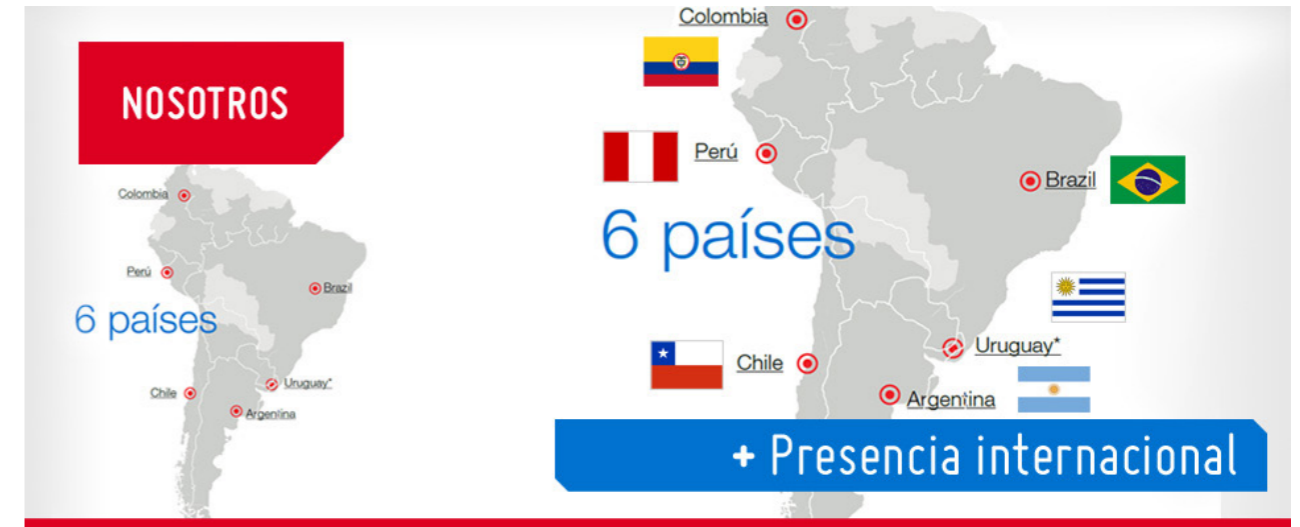 NOSOTROS
Colombia
Perú
Brazil
6 países
Chile
Uruguay*
Argentina
Colombia
Perú
Brazil
6 países
Uruguay*
Chile
Argentina
+ Presencia internacional